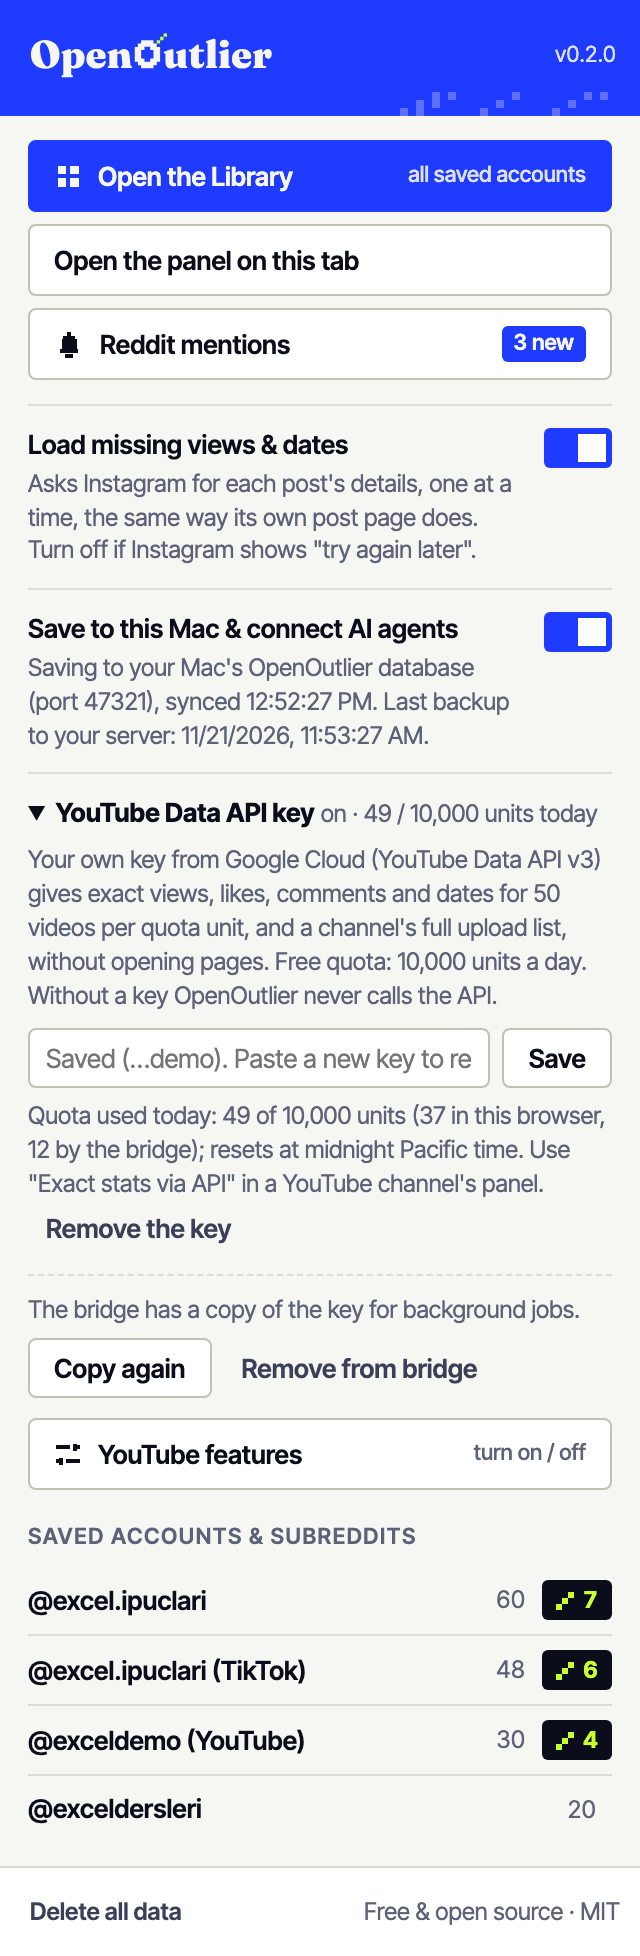 OpenOutlier
v0.2.0
Open the Library
all saved accounts
Open the panel on this tab
Reddit mentions
3 new
Load missing views & dates
Asks Instagram for each post's details, one at a
time, the same way its own post page does.
Turn off if Instagram shows "try again later".
Save to this Mac & connect AI agents
Saving to your Mac's OpenOutlier database
(port 47321), synced 12:52:27 PM. Last backup
to your server: 11/21/2026, 11:53:27 AM.
YouTube Data API key on · 49 / 10,000 units today
Your own key from Google Cloud (YouTube Data API v3)
gives exact views, likes, comments and dates for 50
videos per quota unit, and a channel's full upload list,
without opening pages. Free quota: 10,000 units a day.
Without a key OpenOutlier never calls the API.
Saved (…demo). Paste a new key to re
Save
Quota used today: 49 of 10,000 units (37 in this browser,
12 by the bridge); resets at midnight Pacific time. Use
"Exact stats via API" in a YouTube channel's panel.
Remove the key
The bridge has a copy of the key for background jobs.
Copy again
Remove from bridge
YouTube features
turn on / off
SAVED ACCOUNTS & SUBREDDITS
@excel.ipuclari 60 7
@excel.ipuclari (TikTok) 48 6
@exceldemo (YouTube) 30 4
@exceldersleri 20
Delete all data
Free & open source · MIT